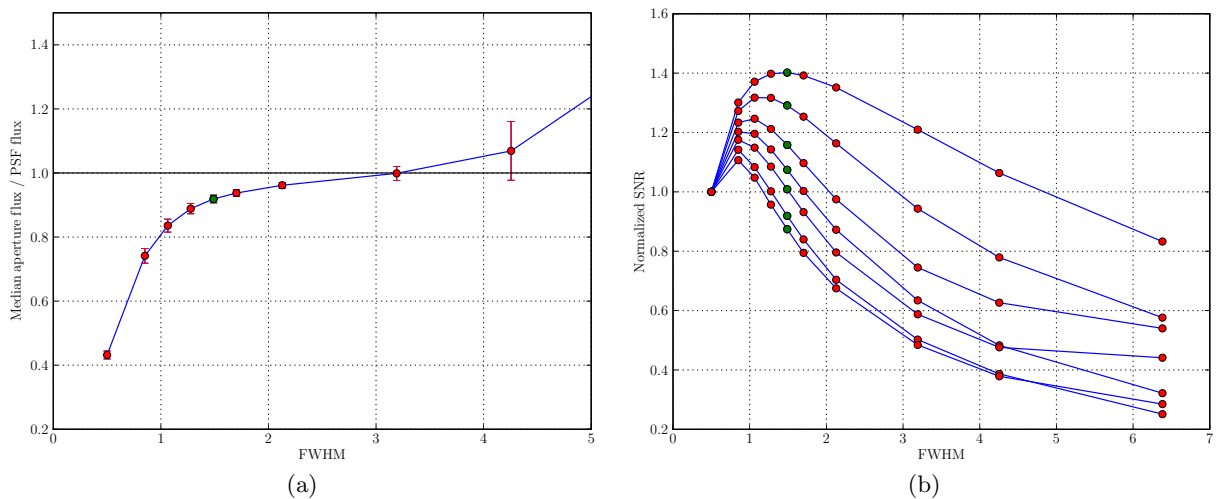 1.4
1.2
1.0
0.8
0.6
0.4
0.2
0 1 2 3 4 5
Median aperture flux / PSF flux
FWHM
(a)
1.6
1.4
1.2
1.0
0.8
0.6
0.4
0.2
0 1 2 3 4 5 6 7
Normalized SNR
FWHM
(b)